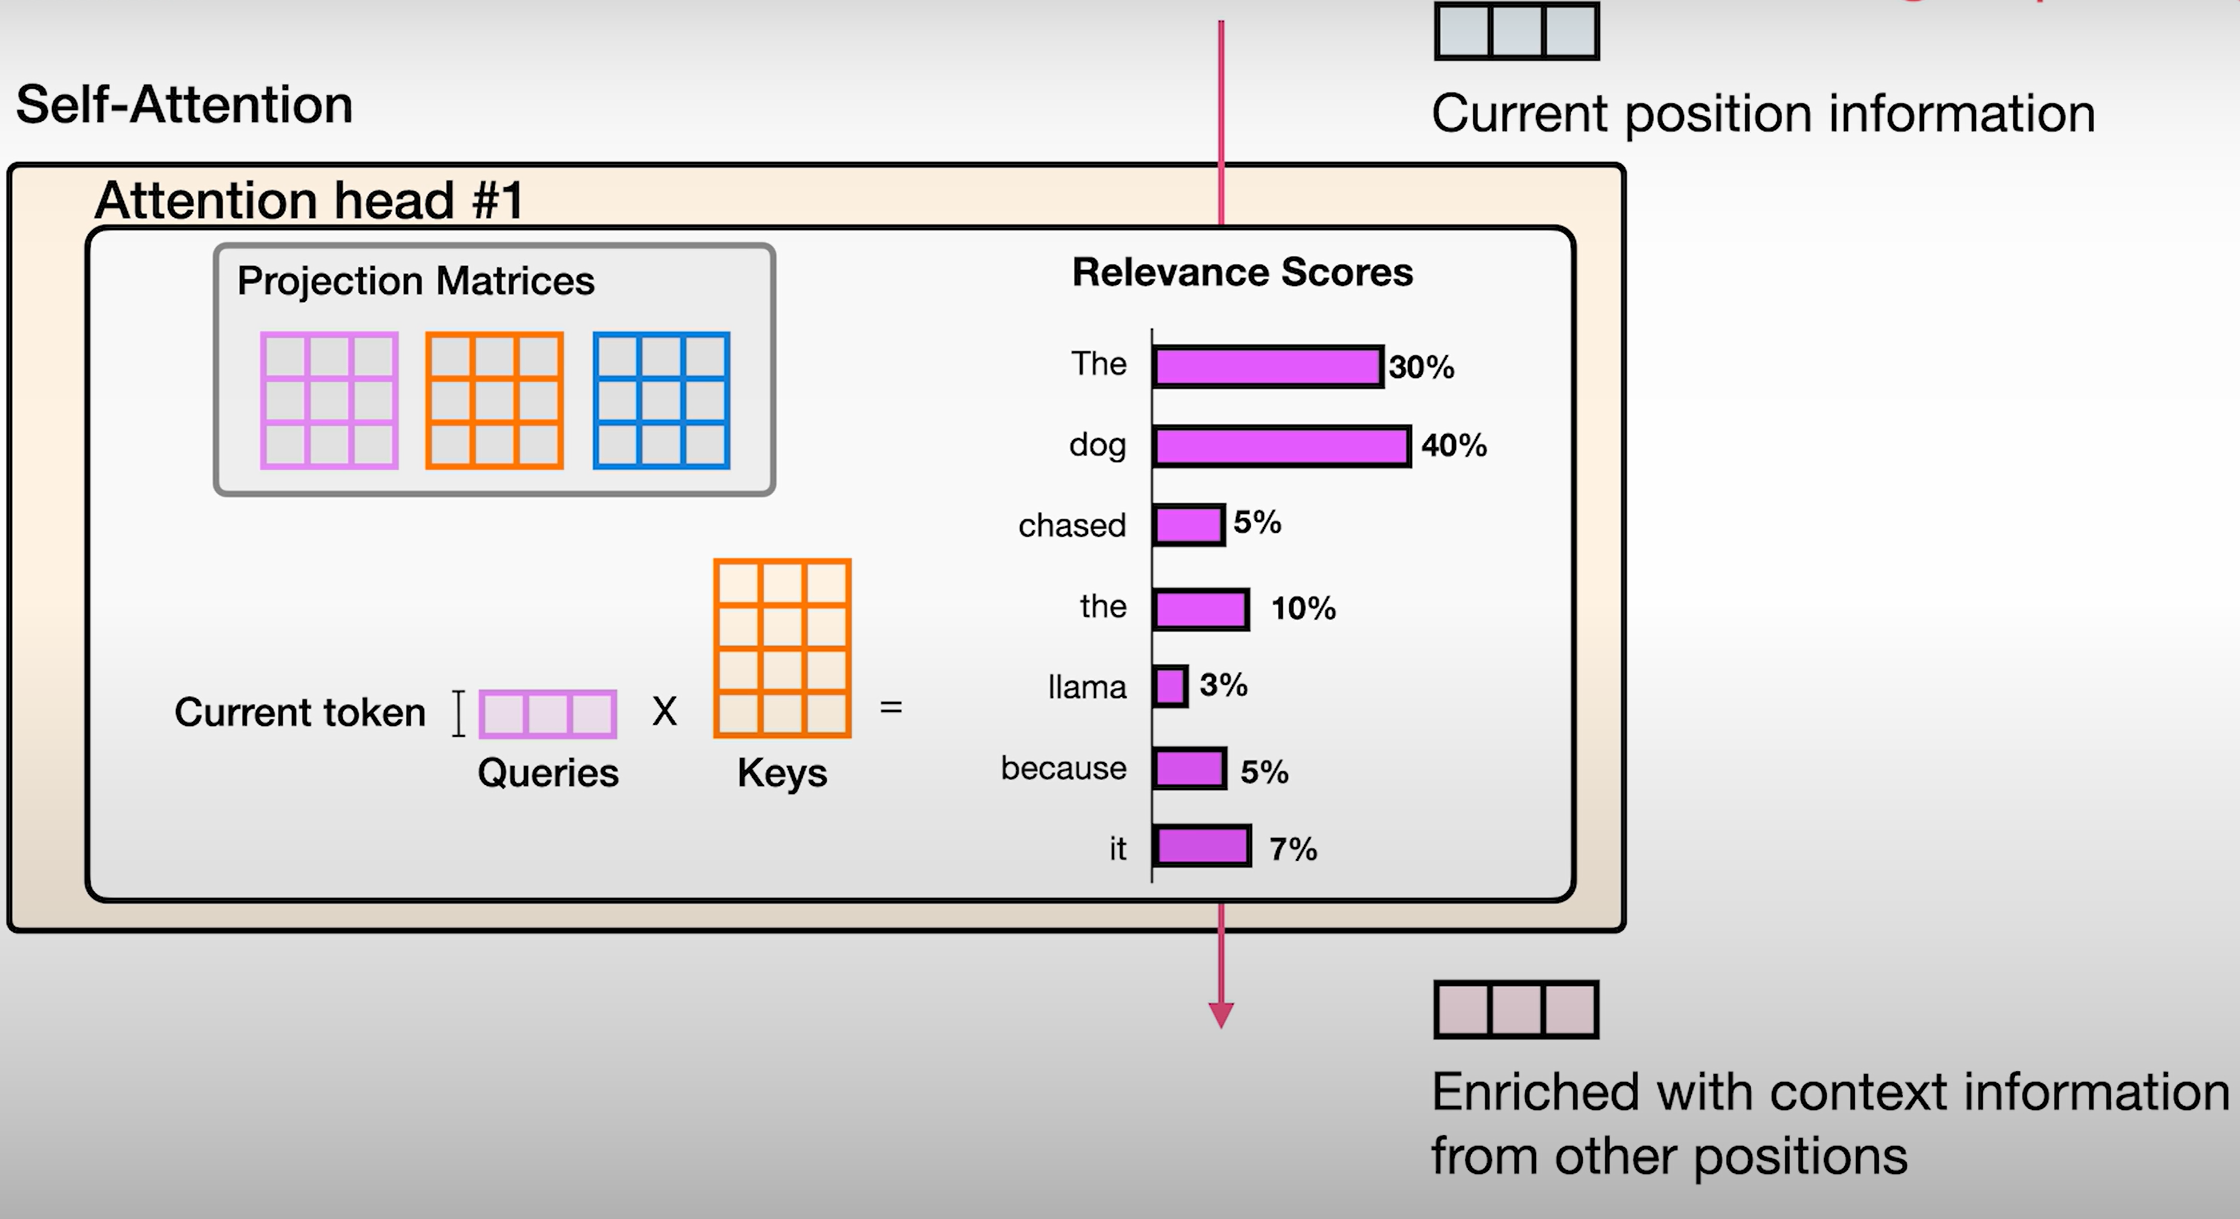 Current position information
Self-Attention
Attention head #1
Projection Matrices
Relevance Scores
The 30%
dog 40%
chased 5%
the 10%
llama 3%
because 5%
it 7%
Current token X =
Queries Keys
Enriched with context information
from other positions